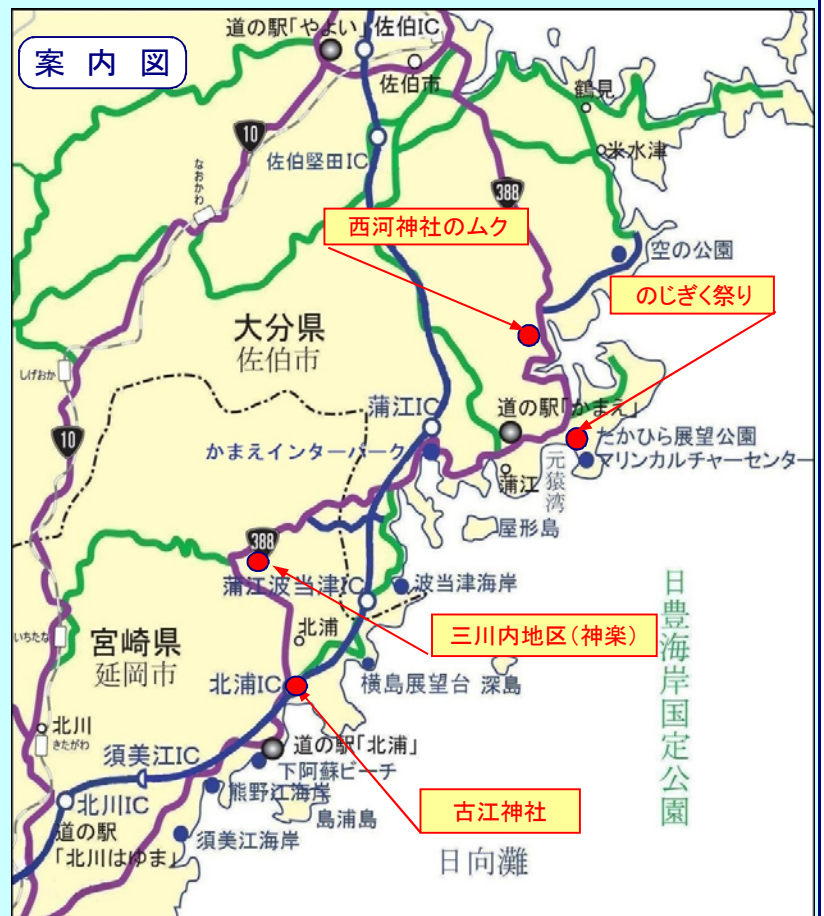 案内図
道の駅「やよい」
佐伯IC
佐伯市
鶴見
米水津
10
佐伯堅田IC
なおかわ
388
西河神社のムク
空の公園
のじぎく祭り
大分県
佐伯市
しげおか
蒲江IC
道の駅「かまえ」
たかひら展望公園
10
かまえインターパーク
マリンカルチャーセンター
蒲江
元猿湾
屋形島
388
蒲江波当津IC
波当津海岸
日豊海岸国定公園
三川内地区(神楽)
北浦
いちたな
宮崎県
延岡市
北浦IC
横島展望台
深島
北川
きたがわ
須美江IC
道の駅「北浦」
下阿蘇ビーチ
熊野江海岸
北川IC
島浦島
古江神社
道の駅
「北川はゆま」
須美江海岸
日向灘